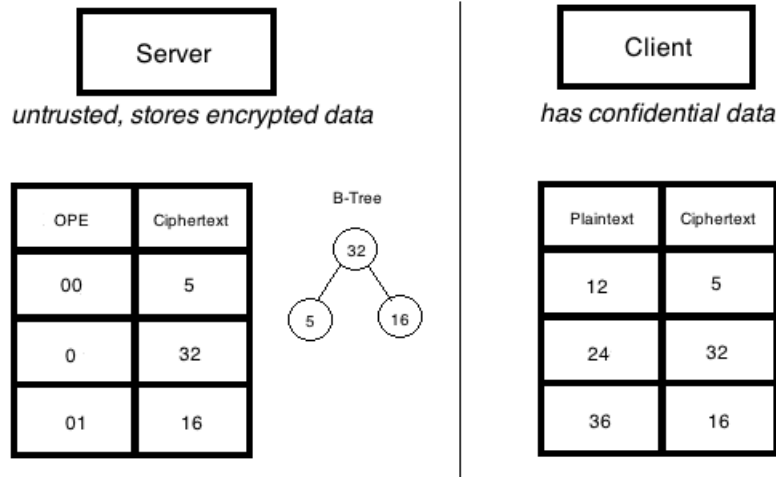 Server
untrusted, stores encrypted data
OPE Ciphertext
00 5
0 32
01 16
B-Tree
32
5 16
Client
has confidential data
Plaintext Ciphertext
12 5
24 32
36 16